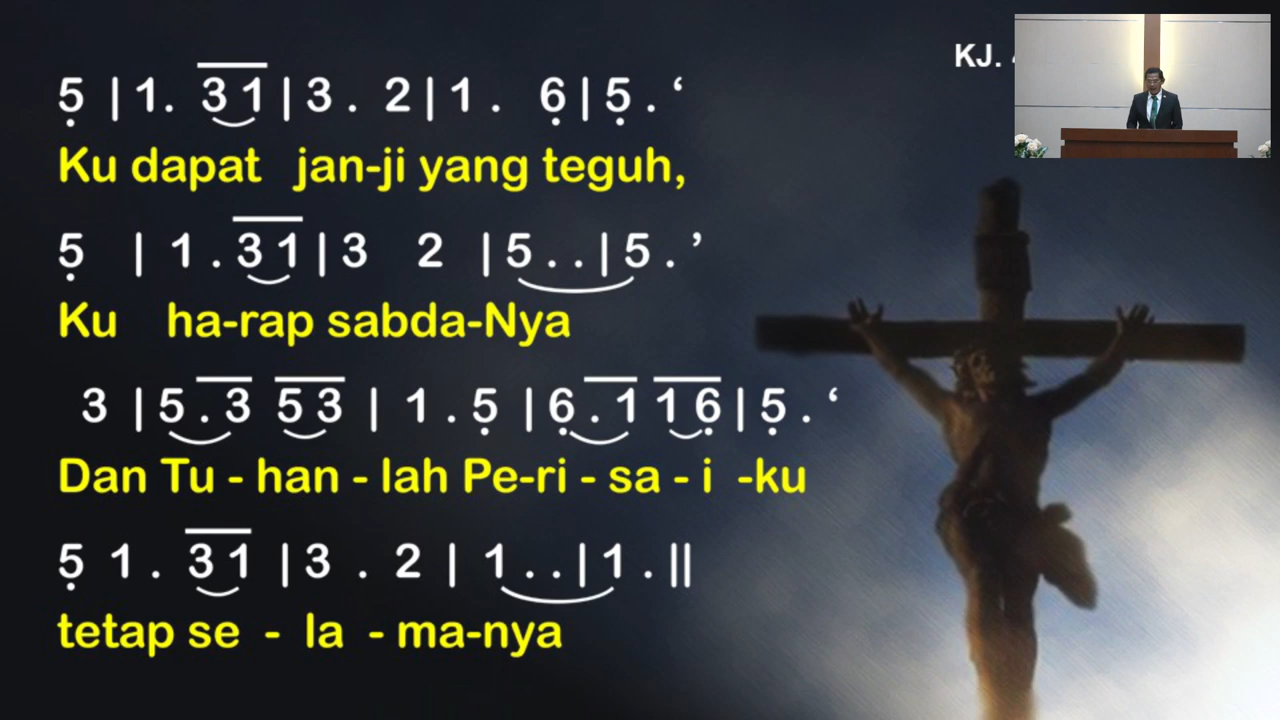 KJ.
5̣ | 1 . 3 1 | 3 . 2 | 1 . 6̣ | 5̣ . ‘
Ku dapat jan-ji yang teguh,
5̣ | 1 . 3 1 | 3 2 | 5 . . | 5 . ’
Ku ha-rap sabda-Nya
3 | 5 . 3 5 3 | 1 . 5̣ | 6̣ . 1 1 6̣ | 5̣ . ‘
Dan Tu - han - lah Pe-ri - sa - i -ku
5̣ 1 . 3 1 | 3 . 2 | 1 . . | 1 . ||
tetap se - la - ma-nya